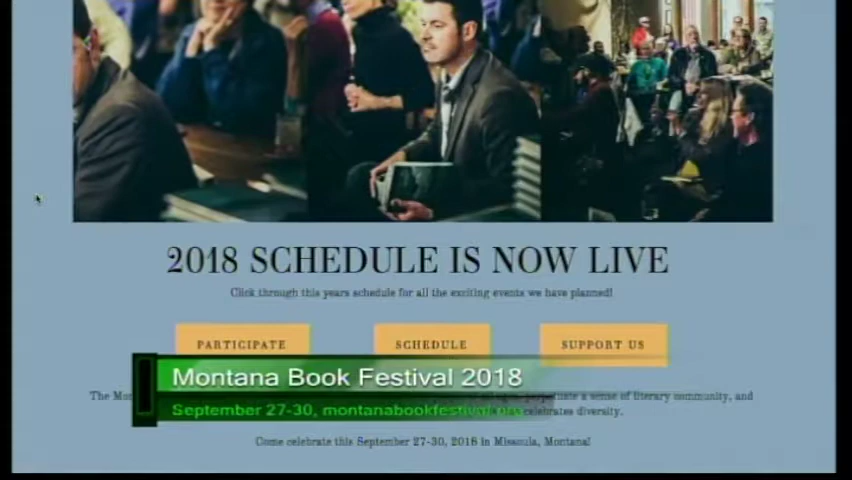 2018 SCHEDULE IS NOW LIVE
Click through this years schedule for all the exciting events we have planned!
PARTICIPATE
SCHEDULE
SUPPORT US
Montana Book Festival 2018
The a sense of literary community, and
September 27-30, montanabookfestival. celebrates diversity.
Come celebrate this September 27-30, 2018 in Missoula, Montana!